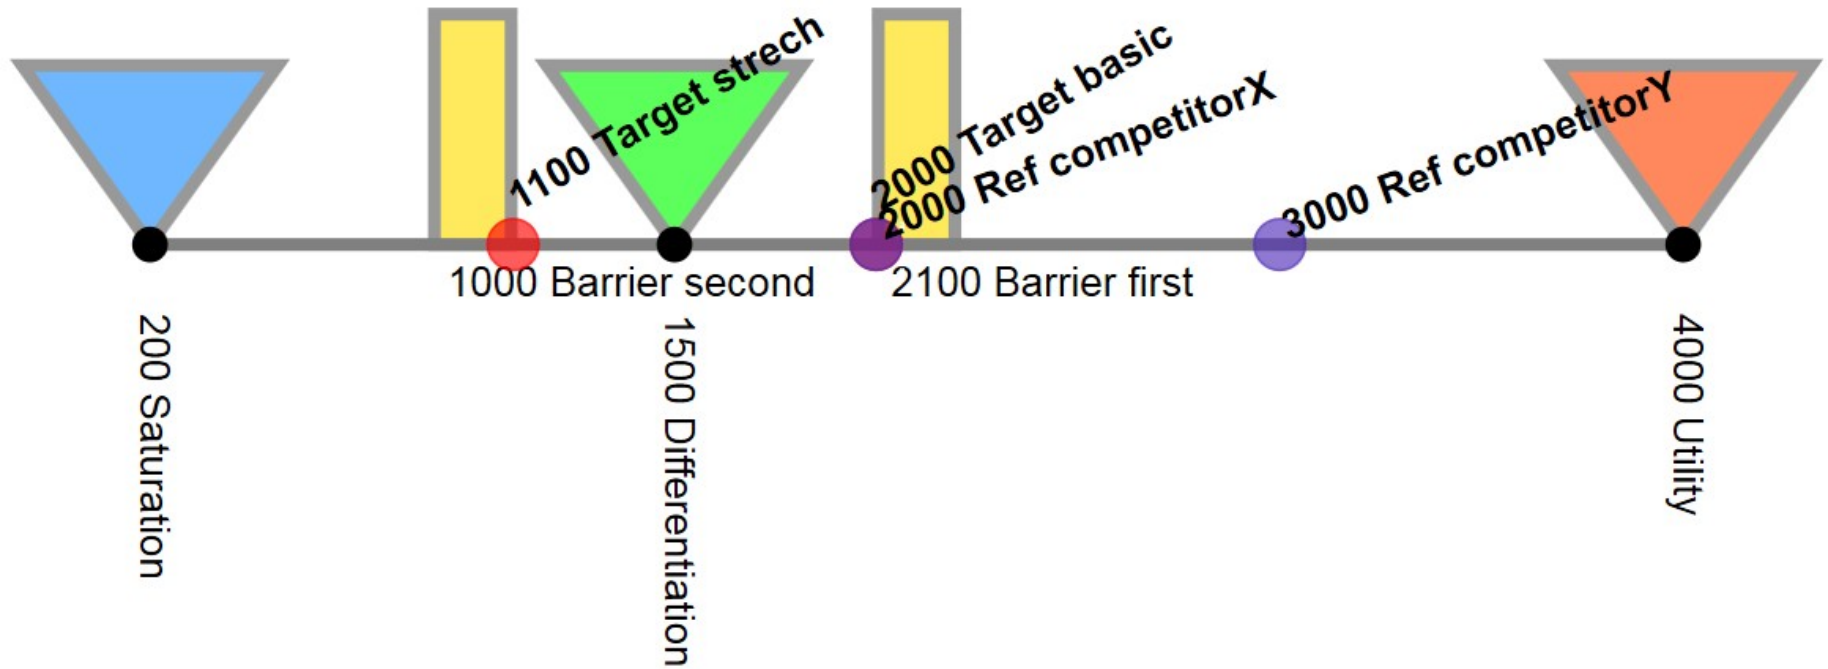 1100 Target strech
2000 Target basic
2000 Ref competitorX
3000 Ref competitorY
1000 Barrier second
2100 Barrier first
200 Saturation
1500 Differentiation
4000 Utility